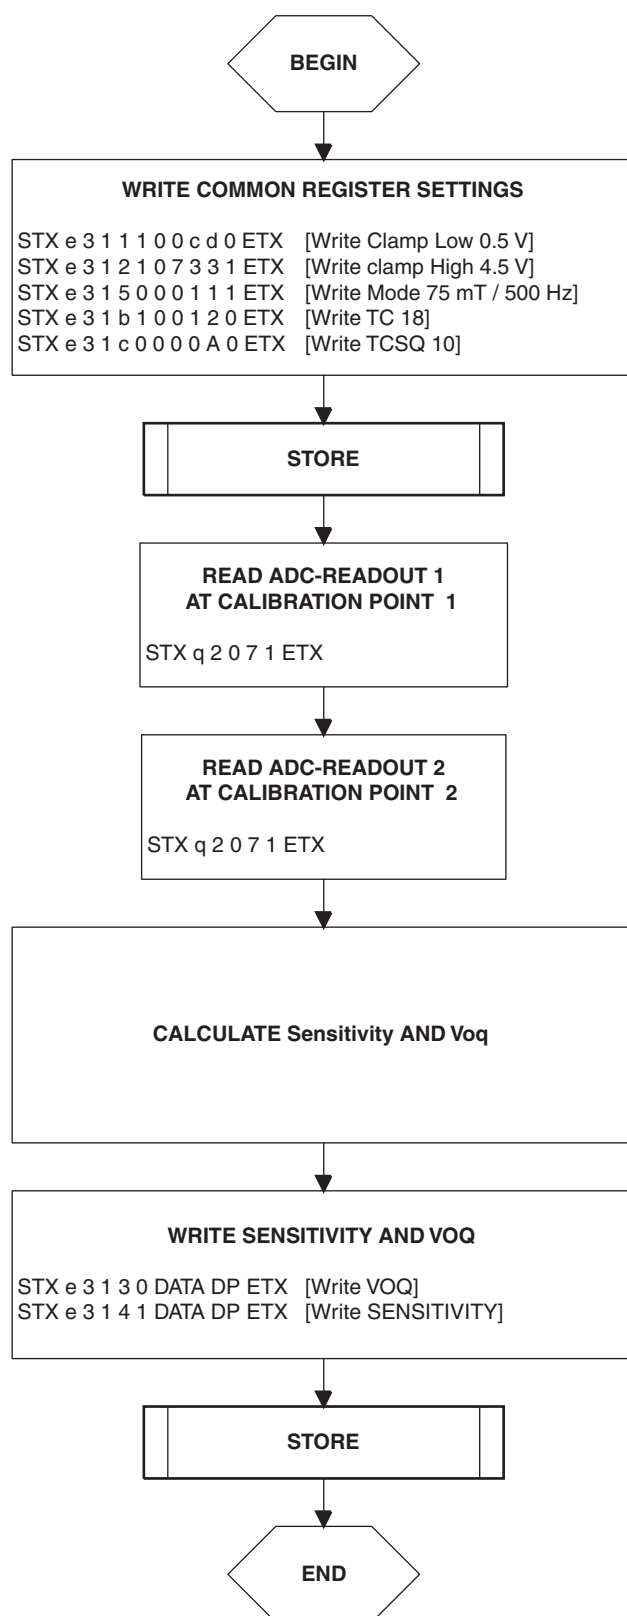 BEGIN
WRITE COMMON REGISTER SETTINGS
STX e 3 1 1 1 0 0 c d 0 ETX [Write Clamp Low 0.5 V]
STX e 3 1 2 1 0 7 3 3 1 ETX [Write clamp High 4.5 V]
STX e 3 1 5 0 0 0 1 1 1 ETX [Write Mode 75 mT / 500 Hz]
STX e 3 1 b 1 0 0 1 2 0 ETX [Write TC 18]
STX e 3 1 c 0 0 0 0 A 0 ETX [Write TCSQ 10]
STORE
READ ADC-READOUT 1
AT CALIBRATION POINT 1
STX q 2 0 7 1 ETX
READ ADC-READOUT 2
AT CALIBRATION POINT 2
STX q 2 0 7 1 ETX
CALCULATE Sensitivity AND Voq
WRITE SENSITIVITY AND VOQ
STX e 3 1 3 0 DATA DP ETX [Write VOQ]
STX e 3 1 4 1 DATA DP ETX [Write SENSITIVITY]
STORE
END